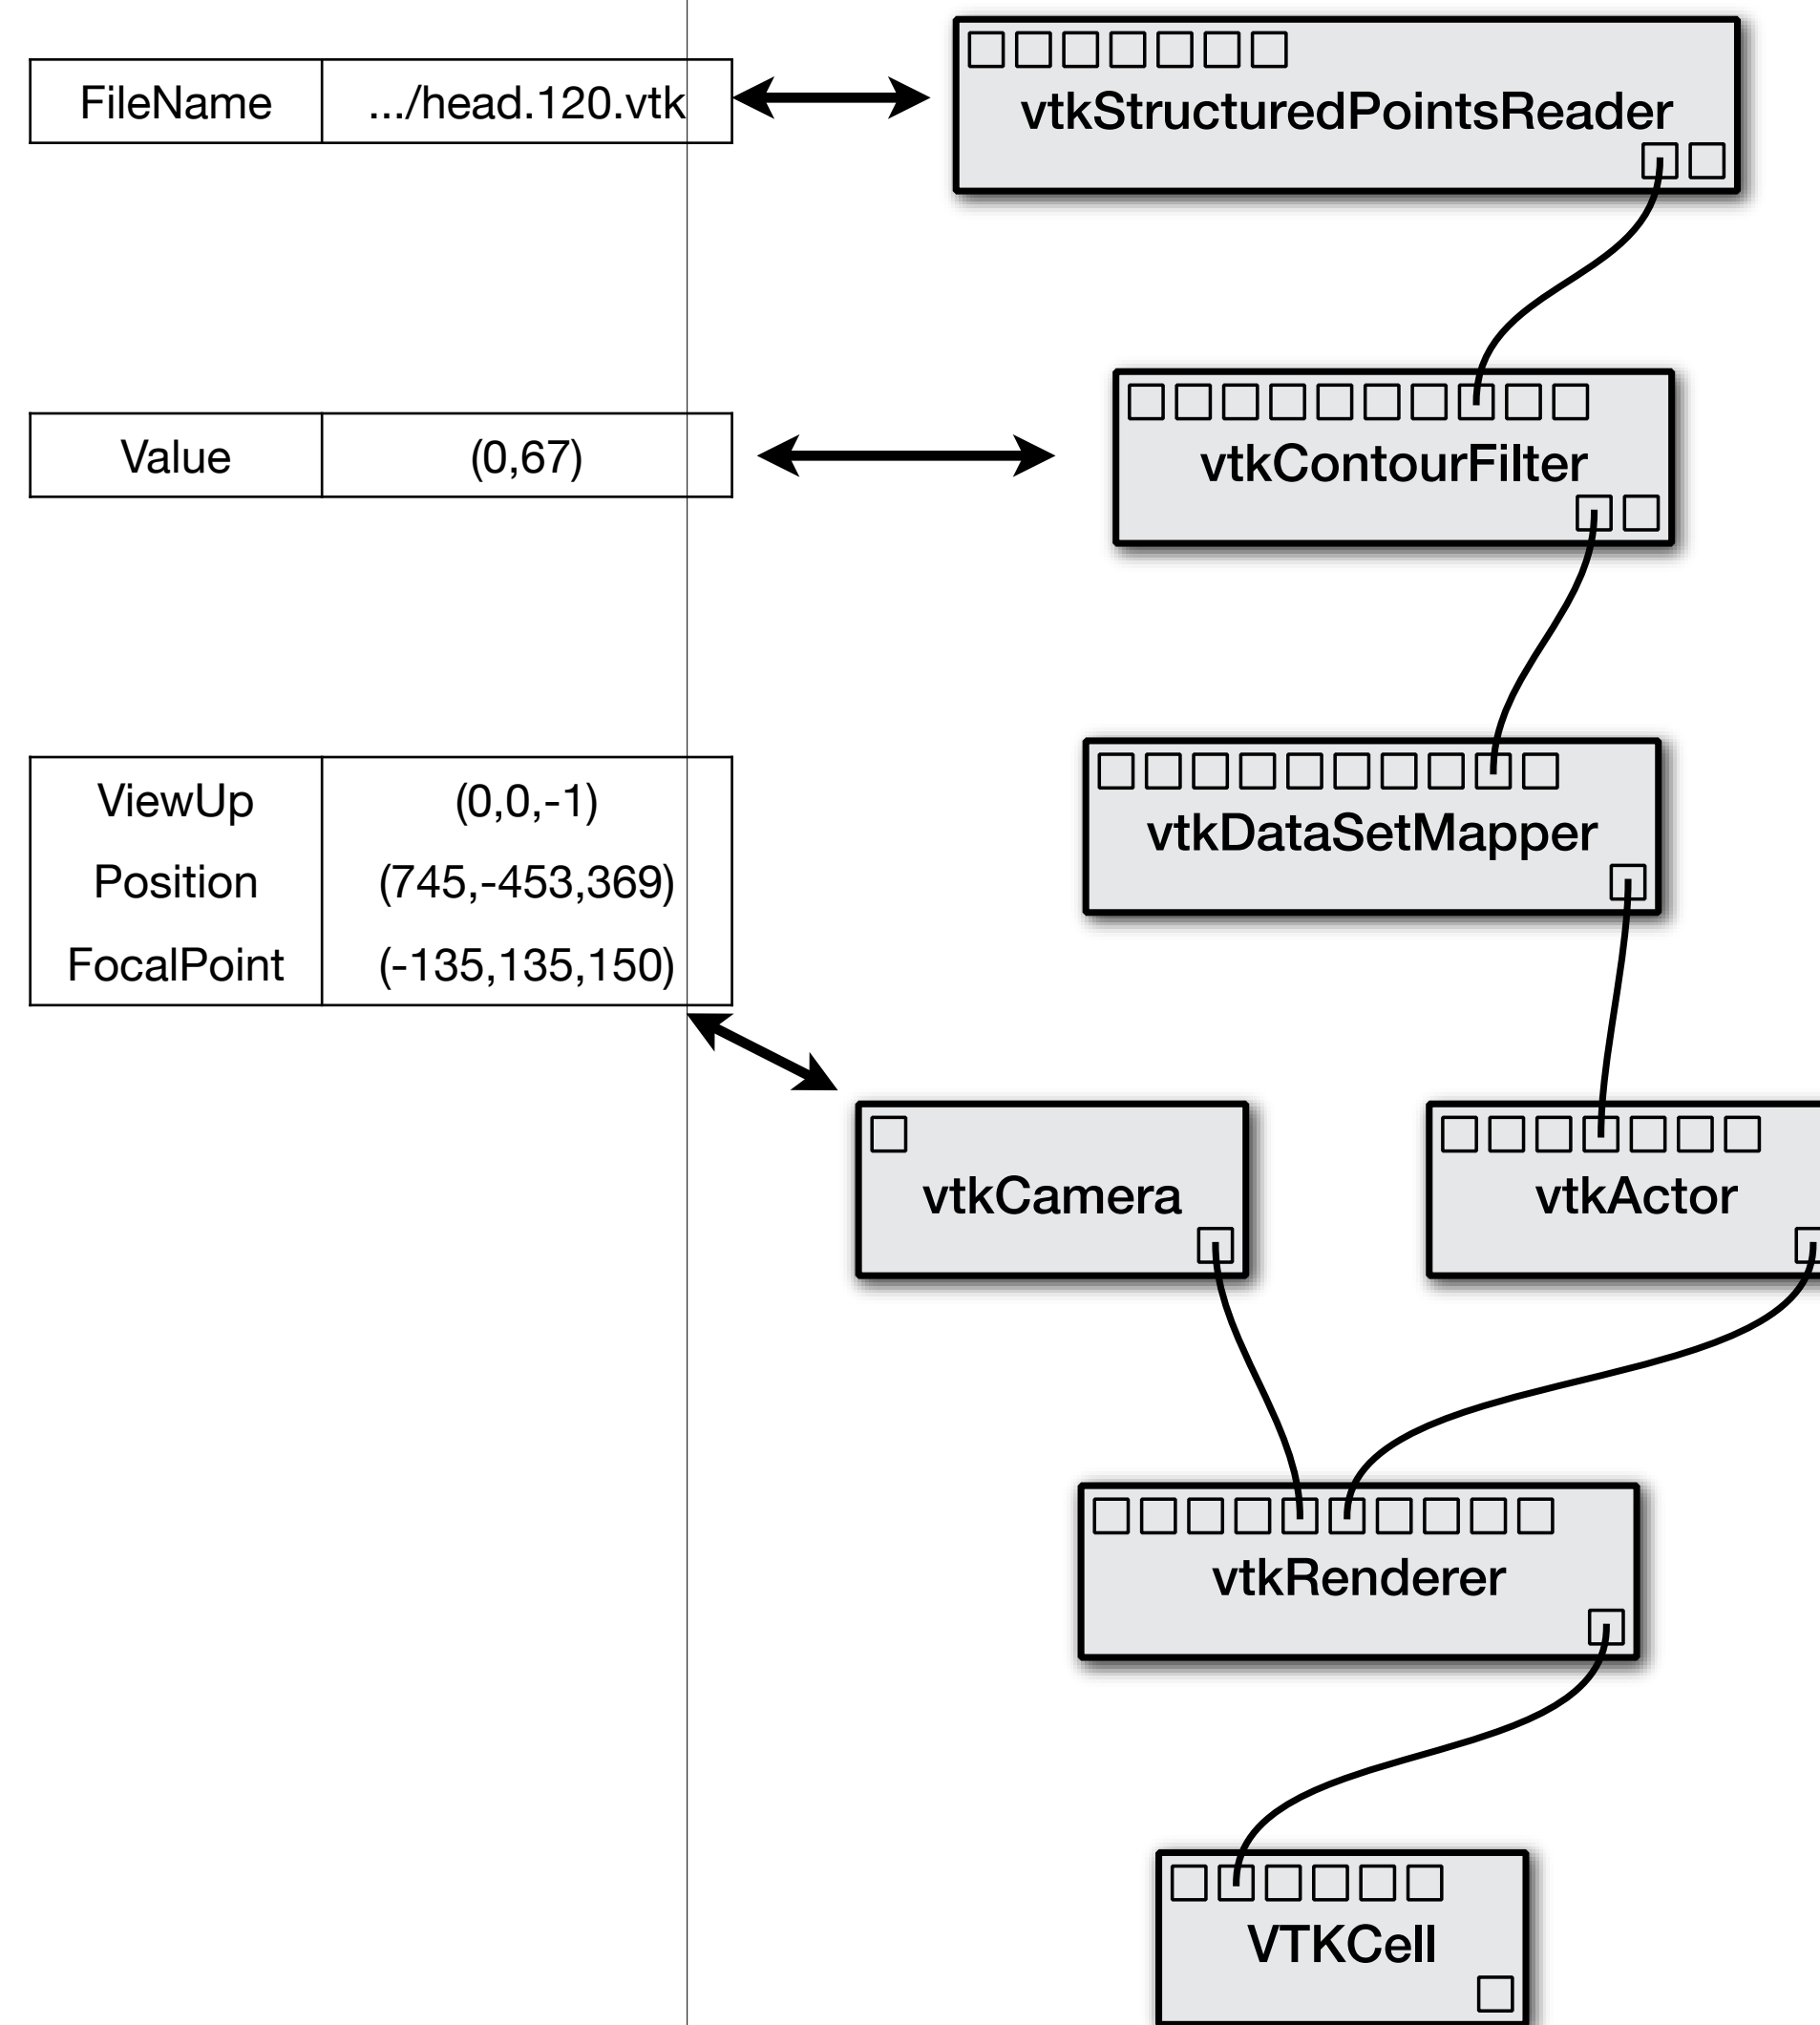 FileName .../head.120.vtk
vtkStructuredPointsReader
Value (0,67)
vtkContourFilter
ViewUp (0,0,-1)
Position (745,-453,369)
FocalPoint (-135,135,150)
vtkDataSetMapper
vtkCamera
vtkActor
vtkRenderer
VTKCell